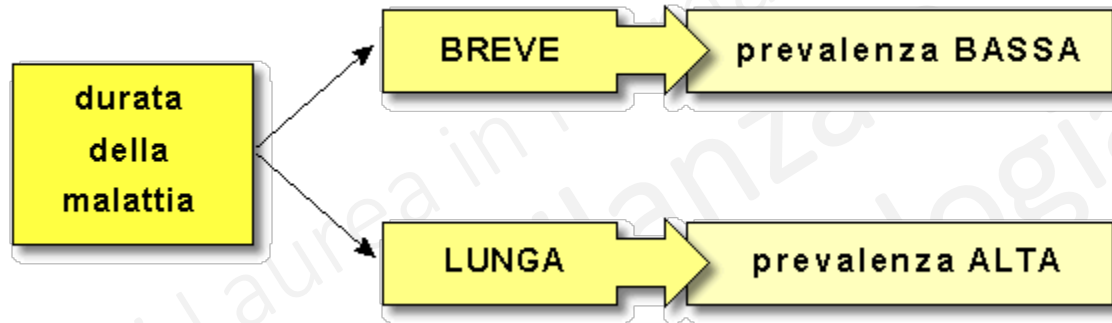 durata
della
malattia
BREVE
prevalenza BASSA
LUNGA
prevalenza ALTA